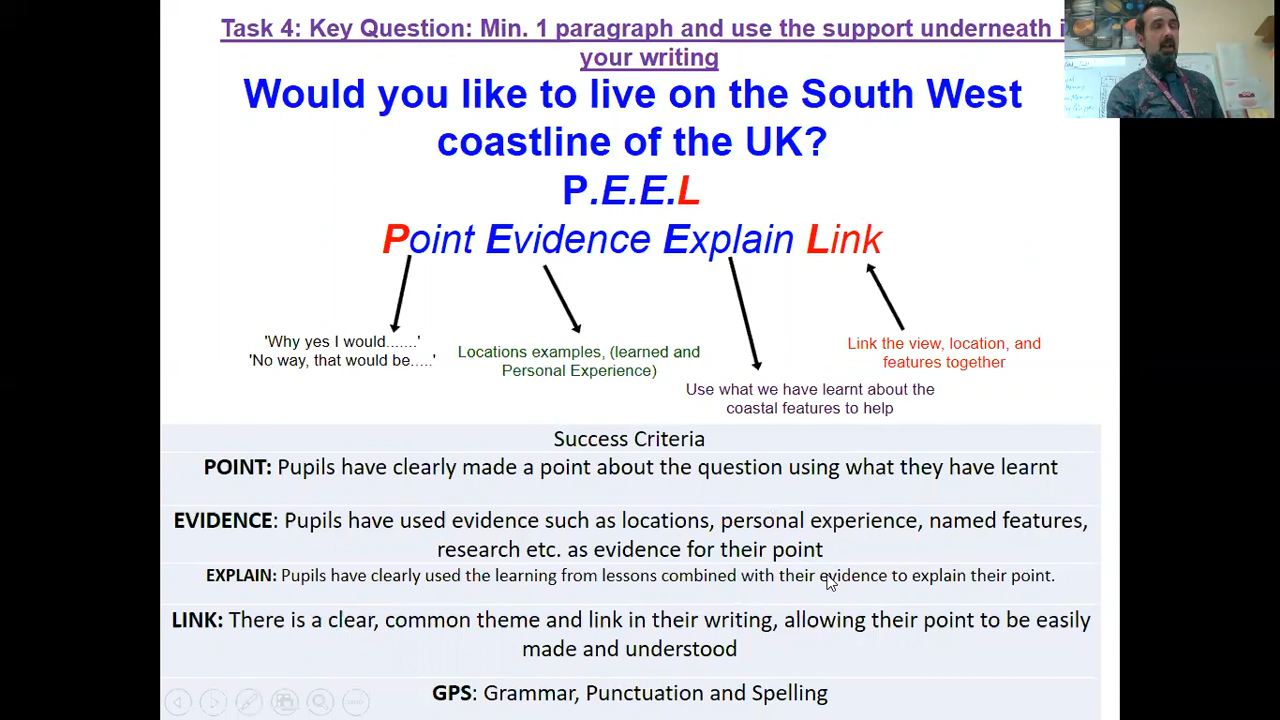 Task 4: Key Question: Min. 1 paragraph and use the support underneath i
your writing
Would you like to live on the South West
coastline of the UK?
P.E.E.L
Point Evidence Explain Link
'Why yes I would.......'
'No way, that would be.....'
Locations examples, (learned and
Personal Experience)
Use what we have learnt about the
coastal features to help
Link the view, location, and
features together
Success Criteria
POINT: Pupils have clearly made a point about the question using what they have learnt
EVIDENCE: Pupils have used evidence such as locations, personal experience, named features,
research etc. as evidence for their point
EXPLAIN: Pupils have clearly used the learning from lessons combined with their evidence to explain their point.
LINK: There is a clear, common theme and link in their writing, allowing their point to be easily
made and understood
GPS: Grammar, Punctuation and Spelling